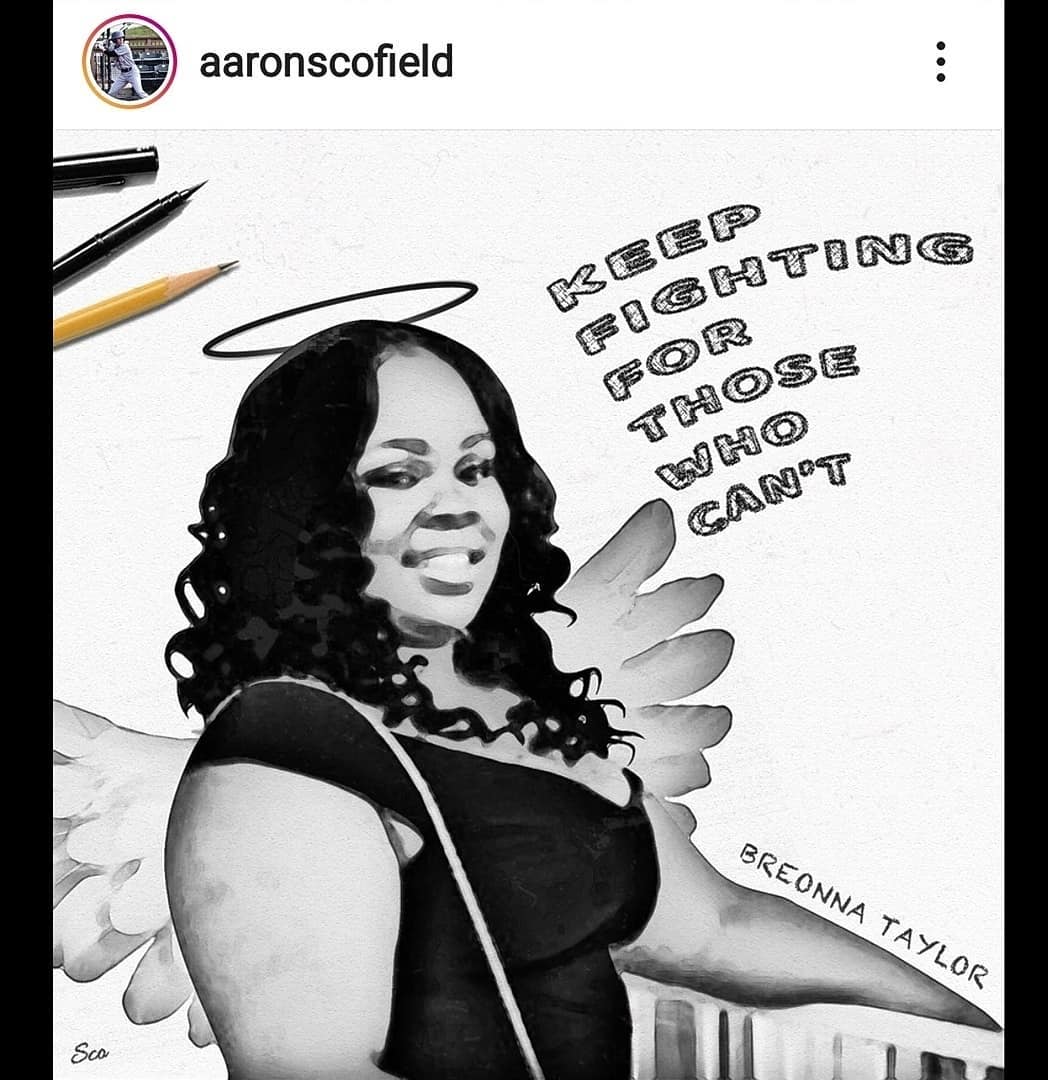 aaronscofield
KEEP
FIGHTING
FOR
THOSE
WHO
CAN'T
BREONNA TAYLOR
Sco